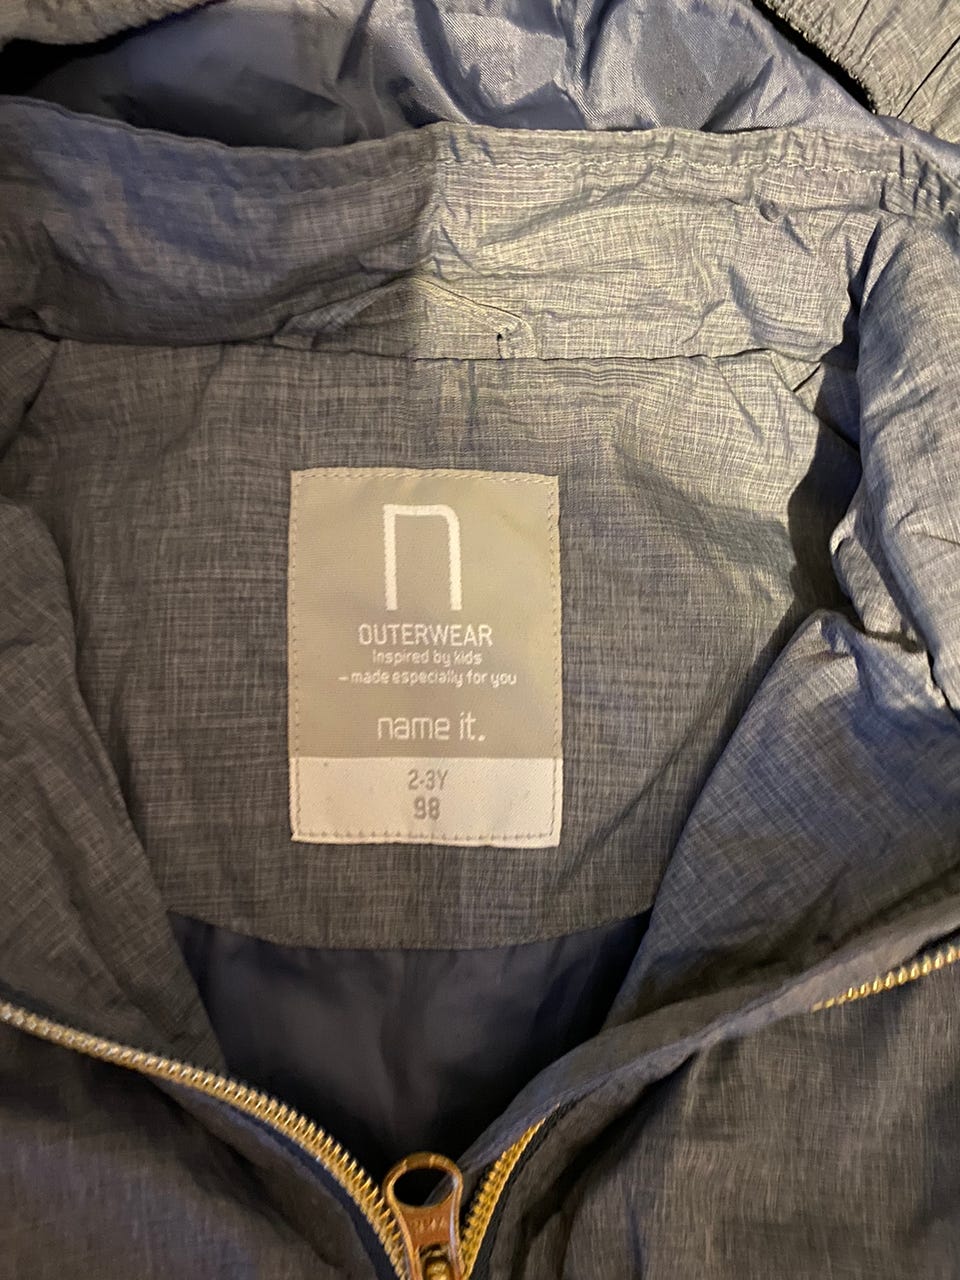 n
OUTERWEAR
Inspired by kids
– made especially for you
name it.
2-3Y
98